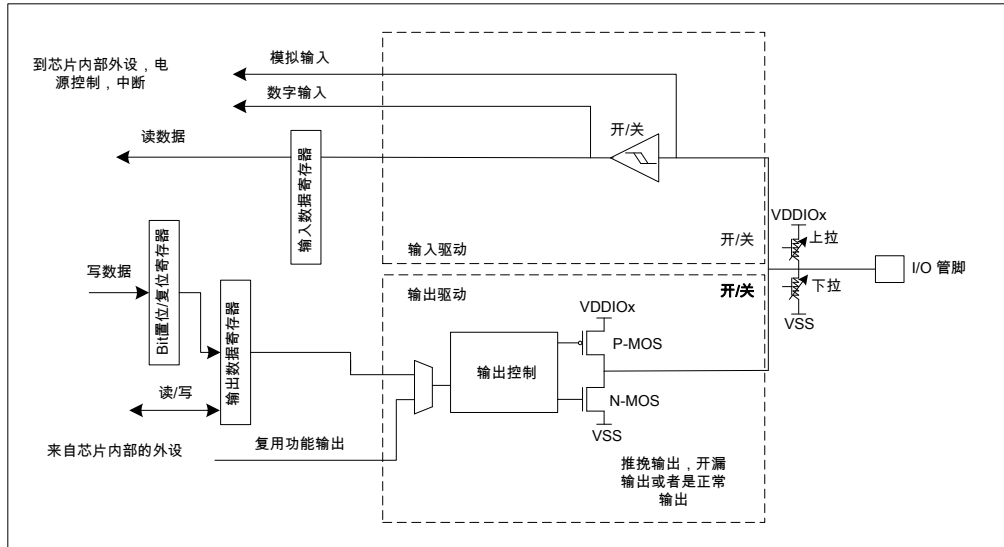 到芯片内部外设，电
源控制，中断
模拟输入
数字输入
读数据
输入数据寄存器
开/关
输入驱动
开/关
VDDIOx
上拉
I/O 管脚
下拉
VSS
写数据
Bit置位/复位寄存器
输出数据寄存器
读/写
来自芯片内部的外设
复用功能输出
输出驱动
开/关
VDDIOx
P-MOS
输出控制
N-MOS
VSS
推挽输出，开漏
输出或者是正常
输出